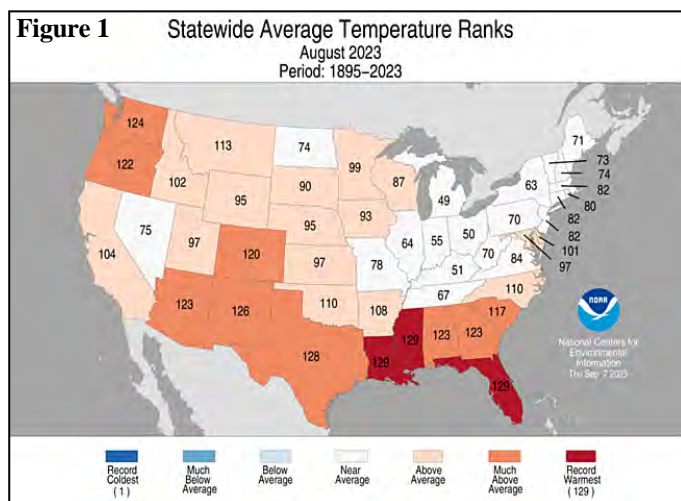 Figure 1
Statewide Average Temperature Ranks
August 2023
Period: 1895–2023
124
122
113
102
74
90
99
87
49
71
73
74
82
80
82
82
101
97
63
70
95
95
93
64
55
50
70
84
51
104
75
97
120
97
78
67
110
123
126
110
108
117
128
129
129
123
123
129
NOAA
National Centers for
Environmental
Information
Thu Sep 7 2023
Record
Coldest
( 1 )
Much
Below
Average
Below
Average
Near
Average
Above
Average
Much
Above
Average
Record
Warmest
( 129 )